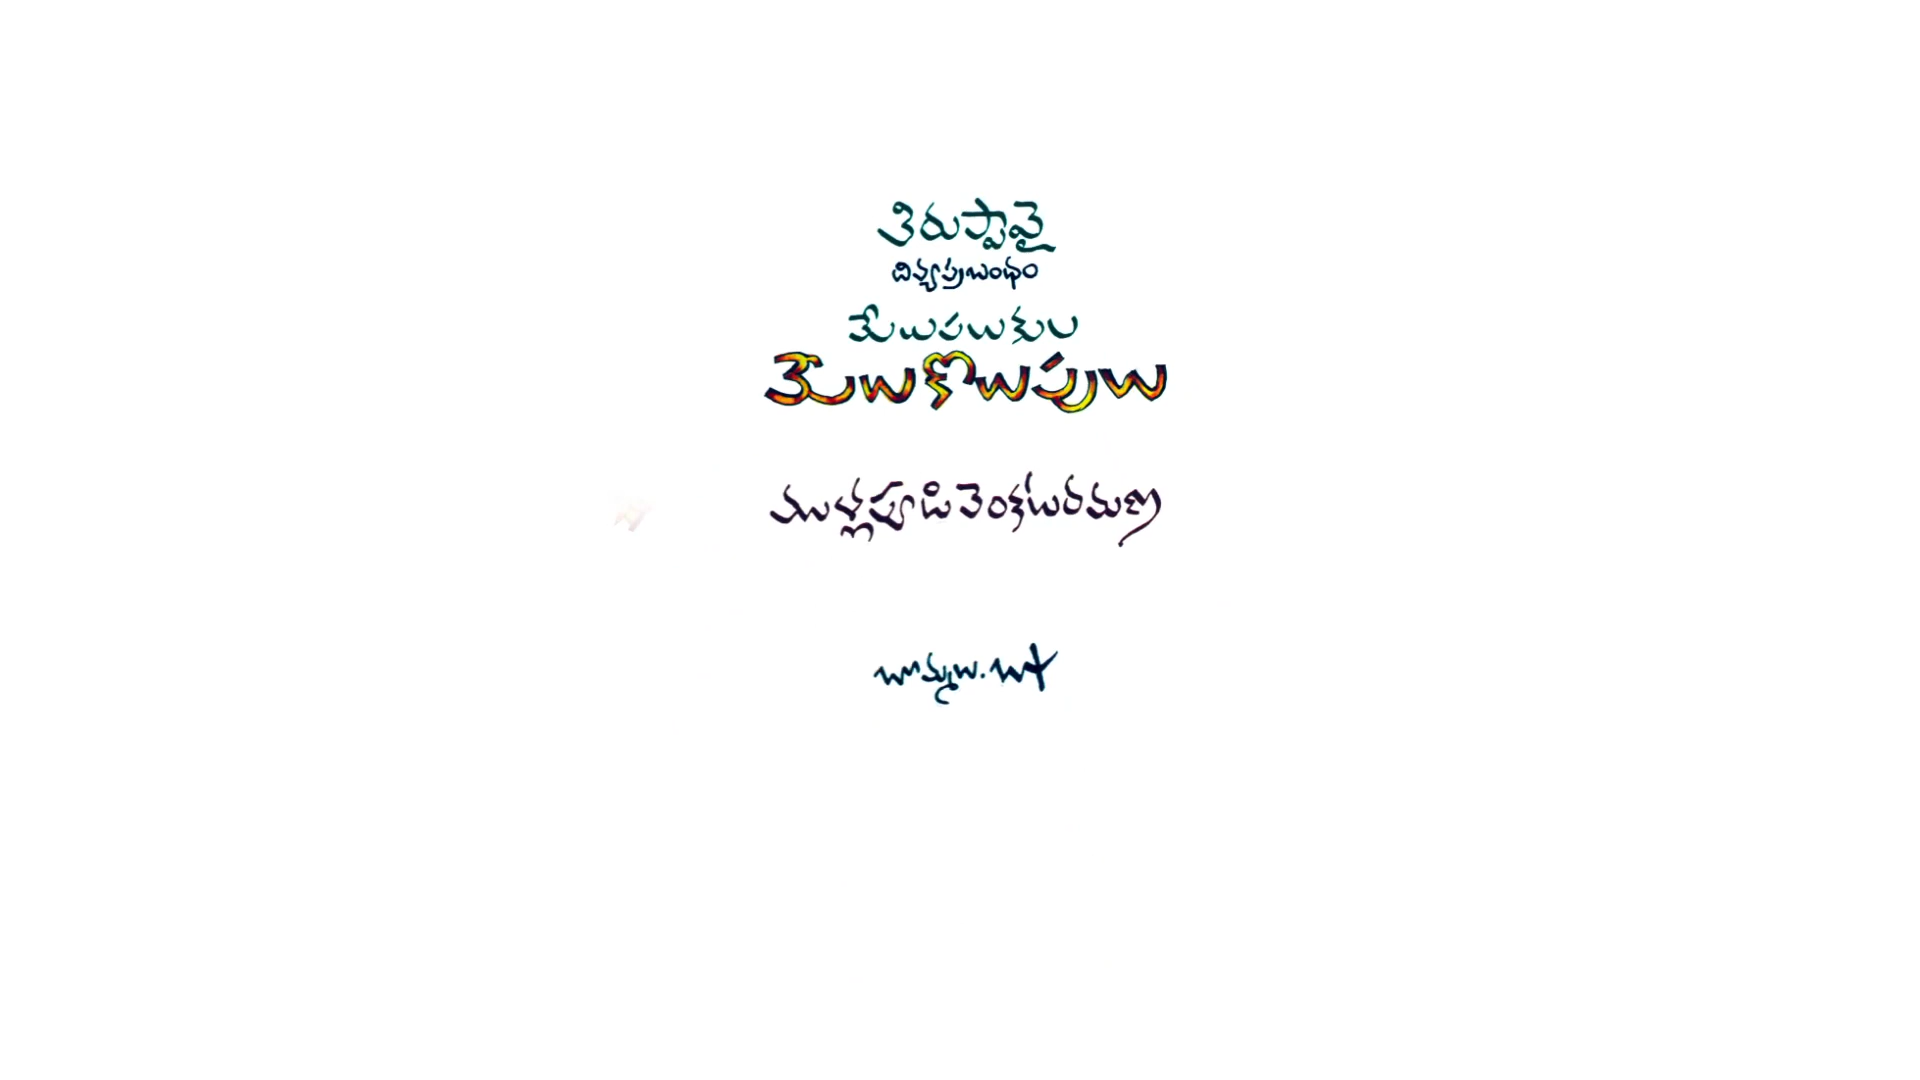 తిరుప్పావై
దివ్యప్రబంధం
మేలుపలుకుల
మేలుకొలుపులు
ముళ్లపూడి వెంకటరమణ
బొమ్మలు. బాపు